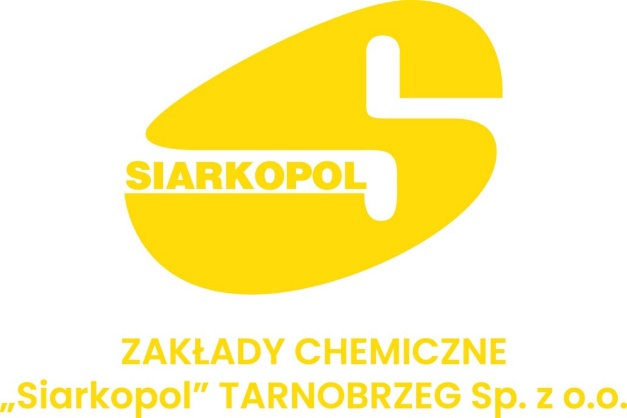 SIARKOPOL
ZAKŁADY CHEMICZNE
„Siarkopol” TARNOBRZEG Sp. z o.o.